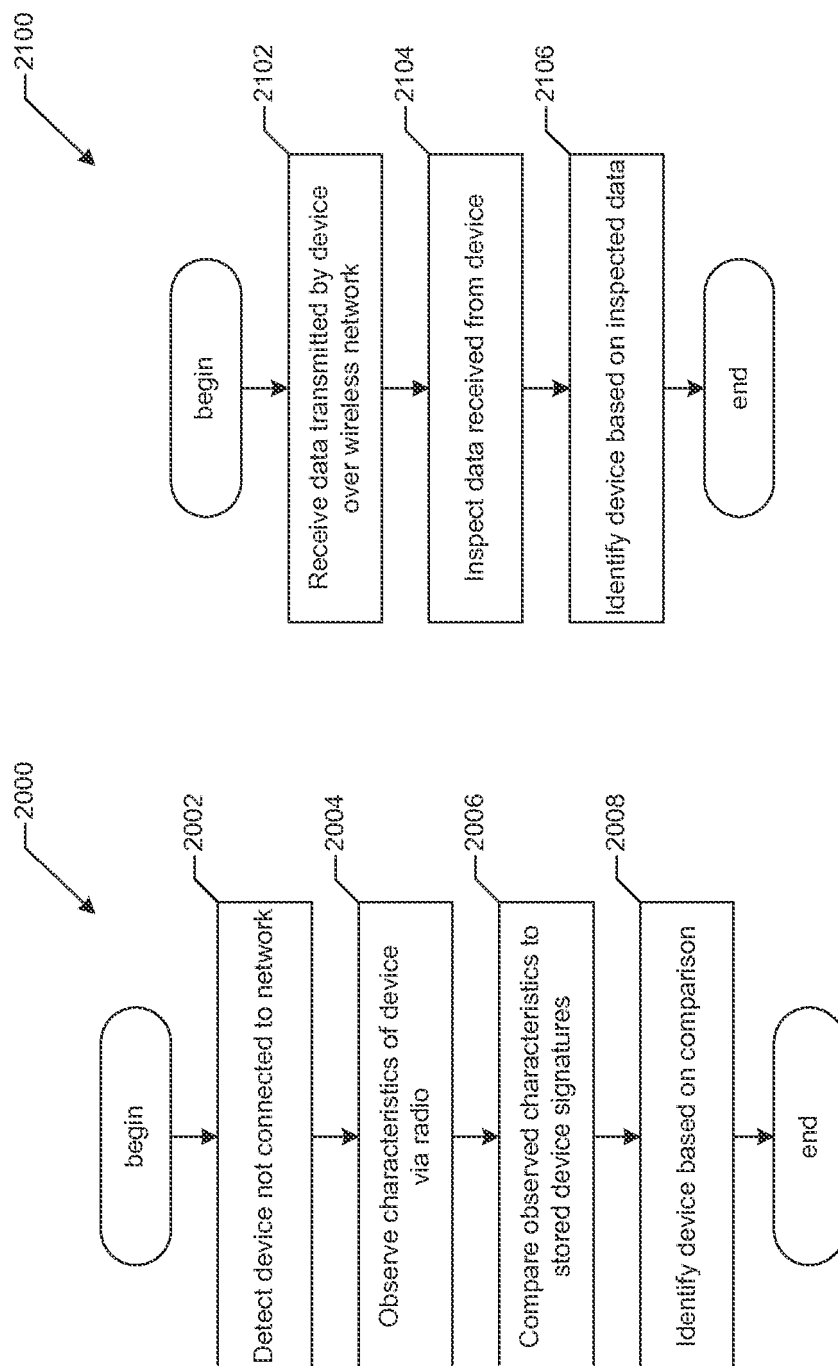 2000
begin
Detect device not connected to network
2002
Observe characteristics of device
via radio
2004
Compare observed characteristics to
stored device signatures
2006
Identify device based on comparison
2008
end
2100
begin
Receive data transmitted by device
over wireless network
2102
Inspect data received from device
2104
Identify device based on inspected data
2106
end